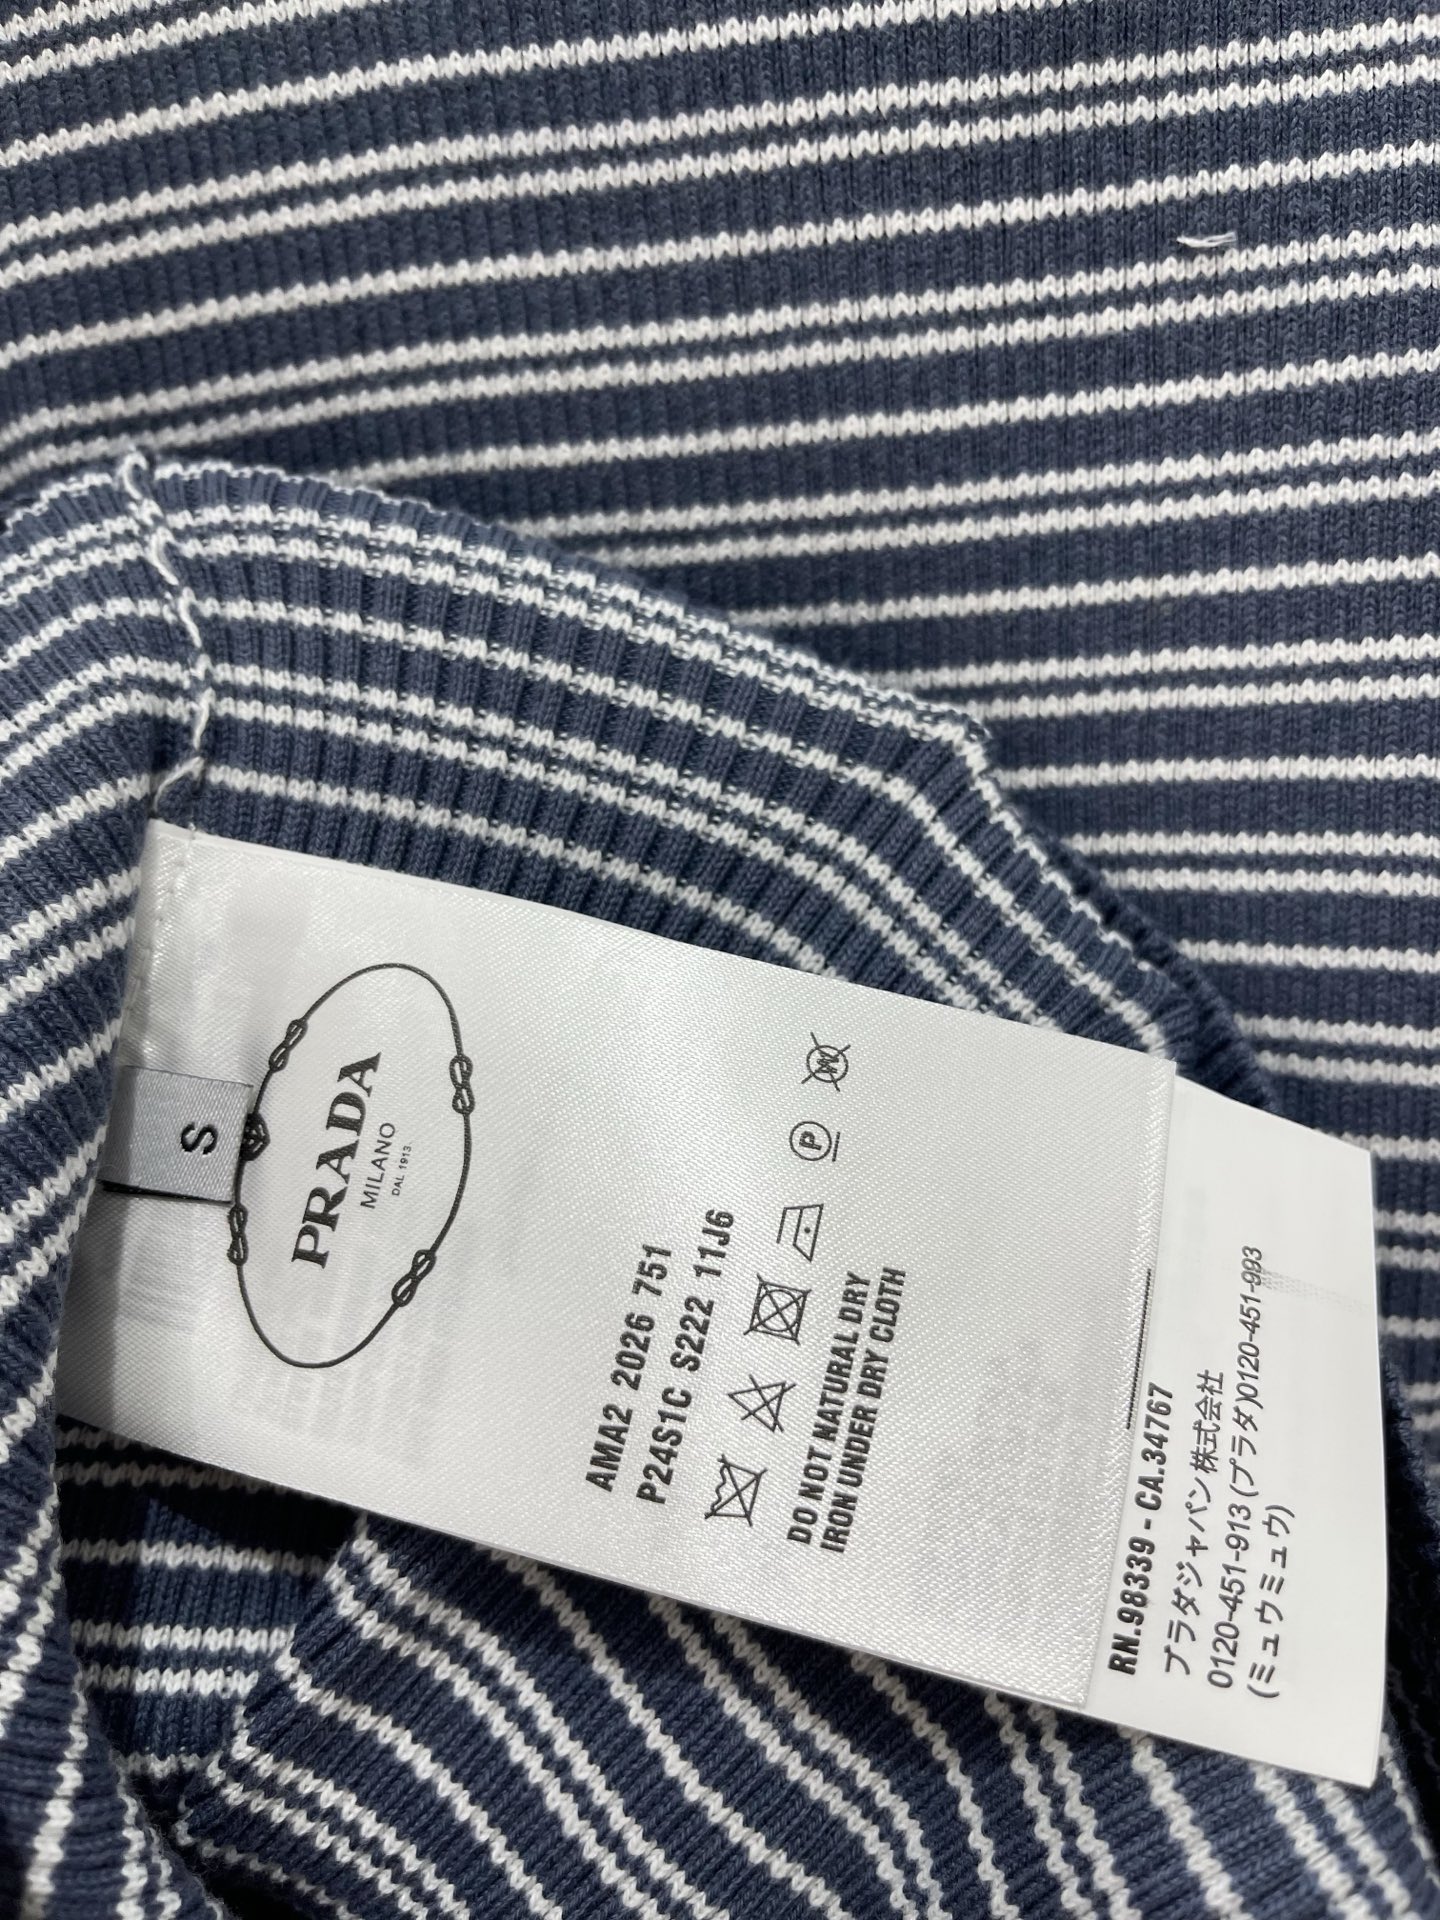 S
PRADA
MILANO
DAL 1913
AMA2 2026 751
P24S1C S222 11J6
P
W
DO NOT NATURAL DRY
IRON UNDER DRY CLOTH
RN.98339 - CA.34767
プラダジャパン株式会社
0120-451-913 (プラダ)0120-451-993
(ミュウミュウ)